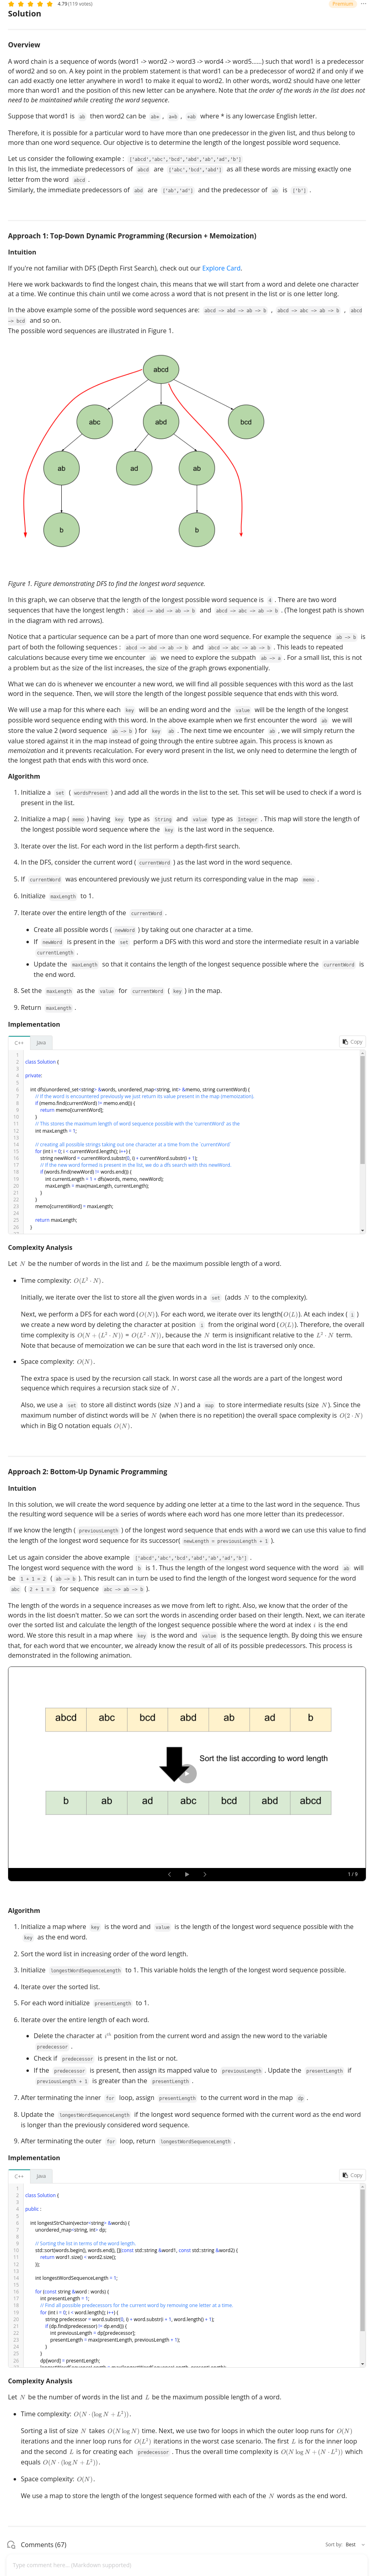 4.79 (119 votes)
Premium
Solution
Overview
A word chain is a sequence of words (word1 -> word2 -> word3 -> word4 -> word5......) such that word1 is a predecessor
of word2 and so on. A key point in the problem statement is that word1 can be a predecessor of word2 if and only if we
add exactly one letter anywhere in word1 to make it equal to word2. In other words, word2 should have one letter
more than word1 and the position of this new letter can be anywhere. Note that the order of the words in the list does not
need to be maintained while creating the word sequence.
Suppose that word1 is ab then word2 can be ab* , a*b , *ab where * is any lowercase English letter.
Therefore, it is possible for a particular word to have more than one predecessor in the given list, and thus belong to
more than one word sequence. Our objective is to determine the length of the longest possible word sequence.
Let us consider the following example : ['abcd','abc','bcd','abd','ab','ad','b']
In this list, the immediate predecessors of abcd are ['abc','bcd','abd'] as all these words are missing exactly one
letter from the word abcd .
Similarly, the immediate predecessors of abd are ['ab','ad'] and the predecessor of ab is ['b'] .
Approach 1: Top-Down Dynamic Programming (Recursion + Memoization)
Intuition
If you're not familiar with DFS (Depth First Search), check out our Explore Card.
Here we work backwards to find the longest chain, this means that we will start from a word and delete one character
at a time. We continue this chain until we come across a word that is not present in the list or is one letter long.
In the above example some of the possible word sequences are: abcd -> abd -> ab -> b , abcd -> abc -> ab -> b , abcd
-> bcd and so on.
The possible word sequences are illustrated in Figure 1.
abcd
abc
abd
bcd
ab
ad
ab
b
b
Figure 1. Figure demonstrating DFS to find the longest word sequence.
In this graph, we can observe that the length of the longest possible word sequence is 4 . There are two word
sequences that have the longest length : abcd -> abd -> ab -> b and abcd -> abc -> ab -> b . (The longest path is shown
in the diagram with red arrows).
Notice that a particular sequence can be a part of more than one word sequence. For example the sequence ab -> b is
part of both the following sequences : abcd -> abd -> ab -> b and abcd -> abc -> ab -> b . This leads to repeated
calculations because every time we encounter ab we need to explore the subpath ab -> a . For a small list, this is not
a problem but as the size of the list increases, the size of the graph grows exponentially.
What we can do is whenever we encounter a new word, we will find all possible sequences with this word as the last
word in the sequence. Then, we will store the length of the longest possible sequence that ends with this word.
We will use a map for this where each key will be an ending word and the value will be the length of the longest
possible word sequence ending with this word. In the above example when we first encounter the word ab we will
store the value 2 (word sequence ab -> b ) for key ab . The next time we encounter ab , we will simply return the
value stored against it in the map instead of going through the entire subtree again. This process is known as
memoization and it prevents recalculation. For every word present in the list, we only need to determine the length of
the longest path that ends with this word once.
Algorithm
1. Initialize a set ( wordsPresent ) and add all the words in the list to the set. This set will be used to check if a word is
present in the list.
2. Initialize a map ( memo ) having key type as String and value type as Integer . This map will store the length of
the longest possible word sequence where the key is the last word in the sequence.
3. Iterate over the list. For each word in the list perform a depth-first search.
4. In the DFS, consider the current word ( currentWord ) as the last word in the word sequence.
5. If currentWord was encountered previously we just return its corresponding value in the map memo .
6. Initialize maxLength to 1.
7. Iterate over the entire length of the currentWord .
Create all possible words ( newWord ) by taking out one character at a time.
If newWord is present in the set perform a DFS with this word and store the intermediate result in a variable
currentLength .
Update the maxLength so that it contains the length of the longest sequence possible where the currentWord is
the end word.
8. Set the maxLength as the value for currentWord ( key ) in the map.
9. Return maxLength .
Implementation
C++
Java
Copy
1
2 class Solution {
3
4 private:
5
6 int dfs(unordered_set<string> &words, unordered_map<string, int> &memo, string currentWord) {
7 // If the word is encountered previously we just return its value present in the map (memoization).
8 if (memo.find(currentWord) != memo.end()) {
9 return memo[currentWord];
10 }
11 // This stores the maximum length of word sequence possible with the 'currentWord' as the
12 int maxLength = 1;
13
14 // creating all possible strings taking out one character at a time from the `currentWord`
15 for (int i = 0; i < currentWord.length(); i++) {
16 string newWord = currentWord.substr(0, i) + currentWord.substr(i + 1);
17 // If the new word formed is present in the list, we do a dfs search with this newWord.
18 if (words.find(newWord) != words.end()) {
19 int currentLength = 1 + dfs(words, memo, newWord);
20 maxLength = max(maxLength, currentLength);
21 }
22 }
23 memo[currentWord] = maxLength;
24
25 return maxLength;
26 }
Complexity Analysis
Let N be the number of words in the list and L be the maximum possible length of a word.
Time complexity: O(L² · N).
Initially, we iterate over the list to store all the given words in a set (adds N to the complexity).
Next, we perform a DFS for each word (O(N)). For each word, we iterate over its length(O(L)). At each index ( i )
we create a new word by deleting the character at position i from the original word (O(L)). Therefore, the overall
time complexity is O(N + (L² · N)) = O(L² · N)), because the N term is insignificant relative to the L² · N term.
Note that because of memoization we can be sure that each word in the list is traversed only once.
Space complexity: O(N).
The extra space is used by the recursion call stack. In worst case all the words are a part of the longest word
sequence which requires a recursion stack size of N.
Also, we use a set to store all distinct words (size N) and a map to store intermediate results (size N). Since the
maximum number of distinct words will be N (when there is no repetition) the overall space complexity is O(2 · N)
which in Big O notation equals O(N).
Approach 2: Bottom-Up Dynamic Programming
Intuition
In this solution, we will create the word sequence by adding one letter at a time to the last word in the sequence. Thus
the resulting word sequence will be a series of words where each word has one more letter than its predecessor.
If we know the length ( previousLength ) of the longest word sequence that ends with a word we can use this value to find
the length of the longest word sequence for its successor( newLength = previousLength + 1 ).
Let us again consider the above example ['abcd','abc','bcd','abd','ab','ad','b'] .
The longest word sequence with the word b is 1. Thus the length of the longest word sequence with the word ab will
be 1 + 1 = 2 ( ab -> b ). This result can in turn be used to find the length of the longest word sequence for the word
abc ( 2 + 1 = 3 for sequence abc -> ab -> b ).
The length of the words in a sequence increases as we move from left to right. Also, we know that the order of the
words in the list doesn't matter. So we can sort the words in ascending order based on their length. Next, we can iterate
over the sorted list and calculate the length of the longest sequence possible where the word at index i is the end
word. We store this result in a map where key is the word and value is the sequence length. By doing this we ensure
that, for each word that we encounter, we already know the result of all of its possible predecessors. This process is
demonstrated in the following animation.
abcd abc bcd abd ab ad b
Sort the list according to word length
b ab ad abc bcd abd abcd
1 / 9
Algorithm
1. Initialize a map where key is the word and value is the length of the longest word sequence possible with the
key as the end word.
2. Sort the word list in increasing order of the word length.
3. Initialize longestWordSequenceLength to 1. This variable holds the length of the longest word sequence possible.
4. Iterate over the sorted list.
5. For each word initialize presentLength to 1.
6. Iterate over the entire length of each word.
Delete the character at iᵗʰ position from the current word and assign the new word to the variable
predecessor .
Check if predecessor is present in the list or not.
If the predecessor is present, then assign its mapped value to previousLength . Update the presentLength if
previousLength + 1 is greater than the presentLength .
7. After terminating the inner for loop, assign presentLength to the current word in the map dp .
8. Update the longestWordSequenceLength if the longest word sequence formed with the current word as the end word
is longer than the previously considered word sequence.
9. After terminating the outer for loop, return longestWordSequenceLength .
Implementation
C++
Java
Copy
1
2 class Solution {
3
4 public :
5
6 int longestStrChain(vector<string> &words) {
7 unordered_map<string, int> dp;
8
9 // Sorting the list in terms of the word length.
10 std::sort(words.begin(), words.end(), [](const std::string &word1, const std::string &word2) {
11 return word1.size() < word2.size();
12 });
13
14 int longestWordSequenceLength = 1;
15
16 for (const string &word : words) {
17 int presentLength = 1;
18 // Find all possible predecessors for the current word by removing one letter at a time.
19 for (int i = 0; i < word.length(); i++) {
20 string predecessor = word.substr(0, i) + word.substr(i + 1, word.length() + 1);
21 if (dp.find(predecessor) != dp.end()) {
22 int previousLength = dp[predecessor];
23 presentLength = max(presentLength, previousLength + 1);
24 }
25 }
26 dp[word] = presentLength;
Complexity Analysis
Let N be the number of words in the list and L be the maximum possible length of a word.
Time complexity: O(N · (log N + L²)).
Sorting a list of size N takes O(N log N) time. Next, we use two for loops in which the outer loop runs for O(N)
iterations and the inner loop runs for O(L²) iterations in the worst case scenario. The first L is for the inner loop
and the second L is for creating each predecessor . Thus the overall time complexity is O(N log N + (N · L²)) which
equals O(N · (log N + L²)).
Space complexity: O(N).
We use a map to store the length of the longest sequence formed with each of the N words as the end word.
Comments (67)
Sort by: Best
Type comment here... (Markdown supported)